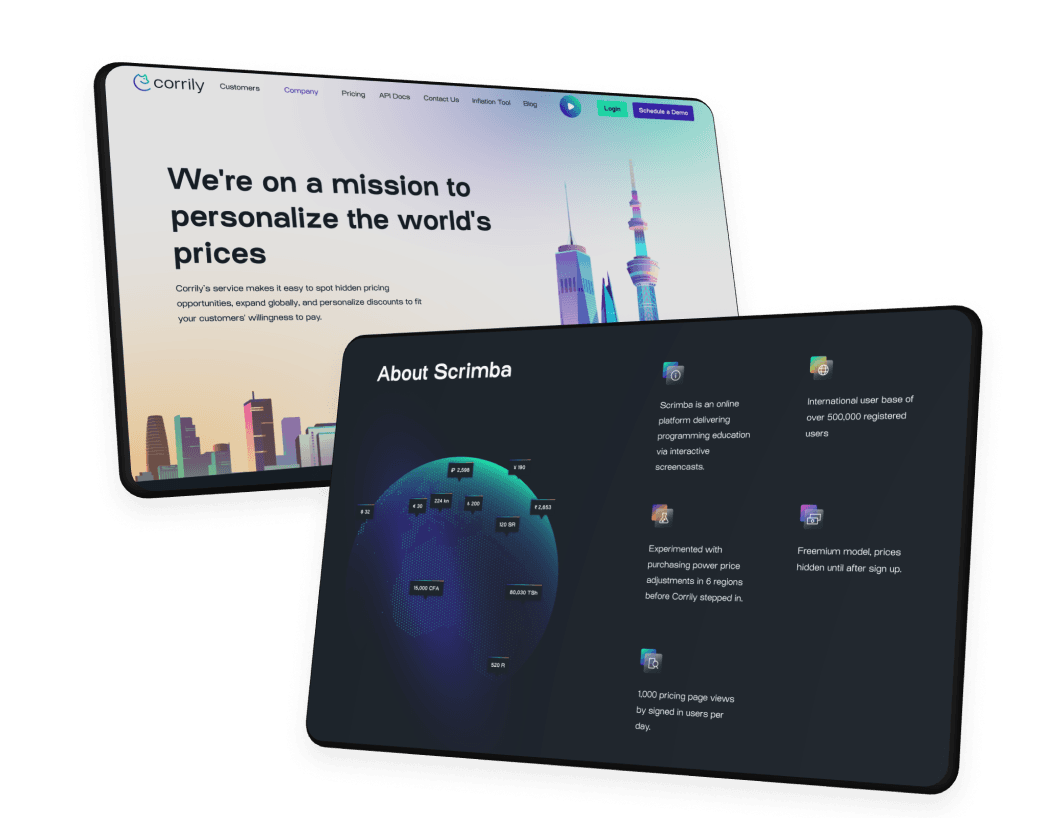 corrily
Customers
Company
Pricing
API Docs
Contact Us
Inflation Tool
Blog
Login
Schedule a Demo
We're on a mission to
personalize the world's
prices
Corrily's service makes it easy to spot hidden pricing
opportunities, expand globally, and personalize discounts to fit
your customers' willingness to pay.
About Scrimba
₽ 2,598
¥ 180
€ 30
224 kn
₺ 200
₹ 2,653
120 SR
15,000 CFA
80,030 TSh
520 R
Scrimba is an online
platform delivering
programming education
via interactive
screencasts.
International user base of
over 500,000 registered
users
Experimented with
purchasing power price
adjustments in 6 regions
before Corrily stepped in.
Freemium model, prices
hidden until after sign up.
1,000 pricing page views
by signed in users per
day.